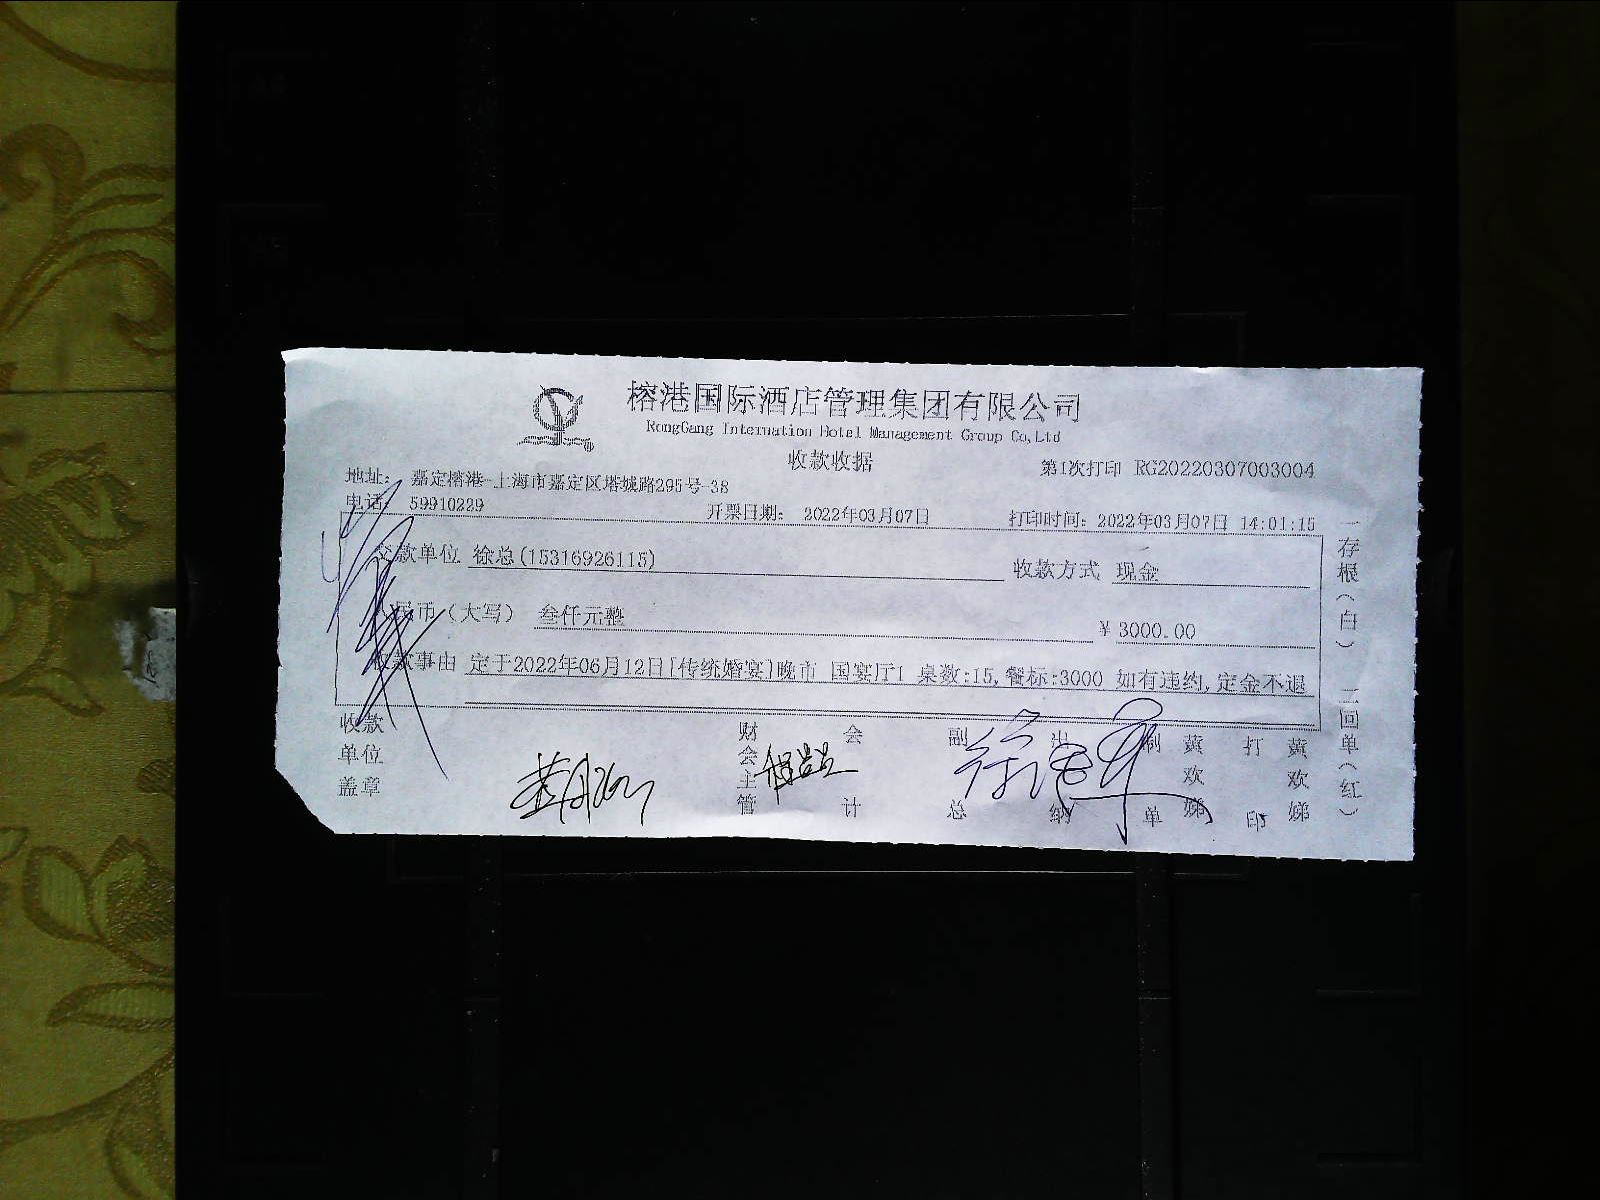 榕港国际酒店管理集团有限公司
RongGang Internation Hotel Management Group Co,Ltd
收款收据
第1次打印 RG20220307003004
地址： 嘉定榕港-上海市嘉定区塔城路295号-38
电话 59910229
开票日期： 2022年03月07日
打印时间：2022年03月07日 14:01:15
交款单位 徐总(15316926115)
收款方式 现金
人民币（大写） 叁仟元整
￥ 3000.00
收款事由 定于2022年06月12日[传统婚宴]晚市 国宴厅1 桌数:15,餐标:3000 如有违约,定金不退
收款单位盖章
财会主管
会计
副总
出纳
制单
黄欢娣
打印
黄欢娣
一存根（白） 二回单（红）